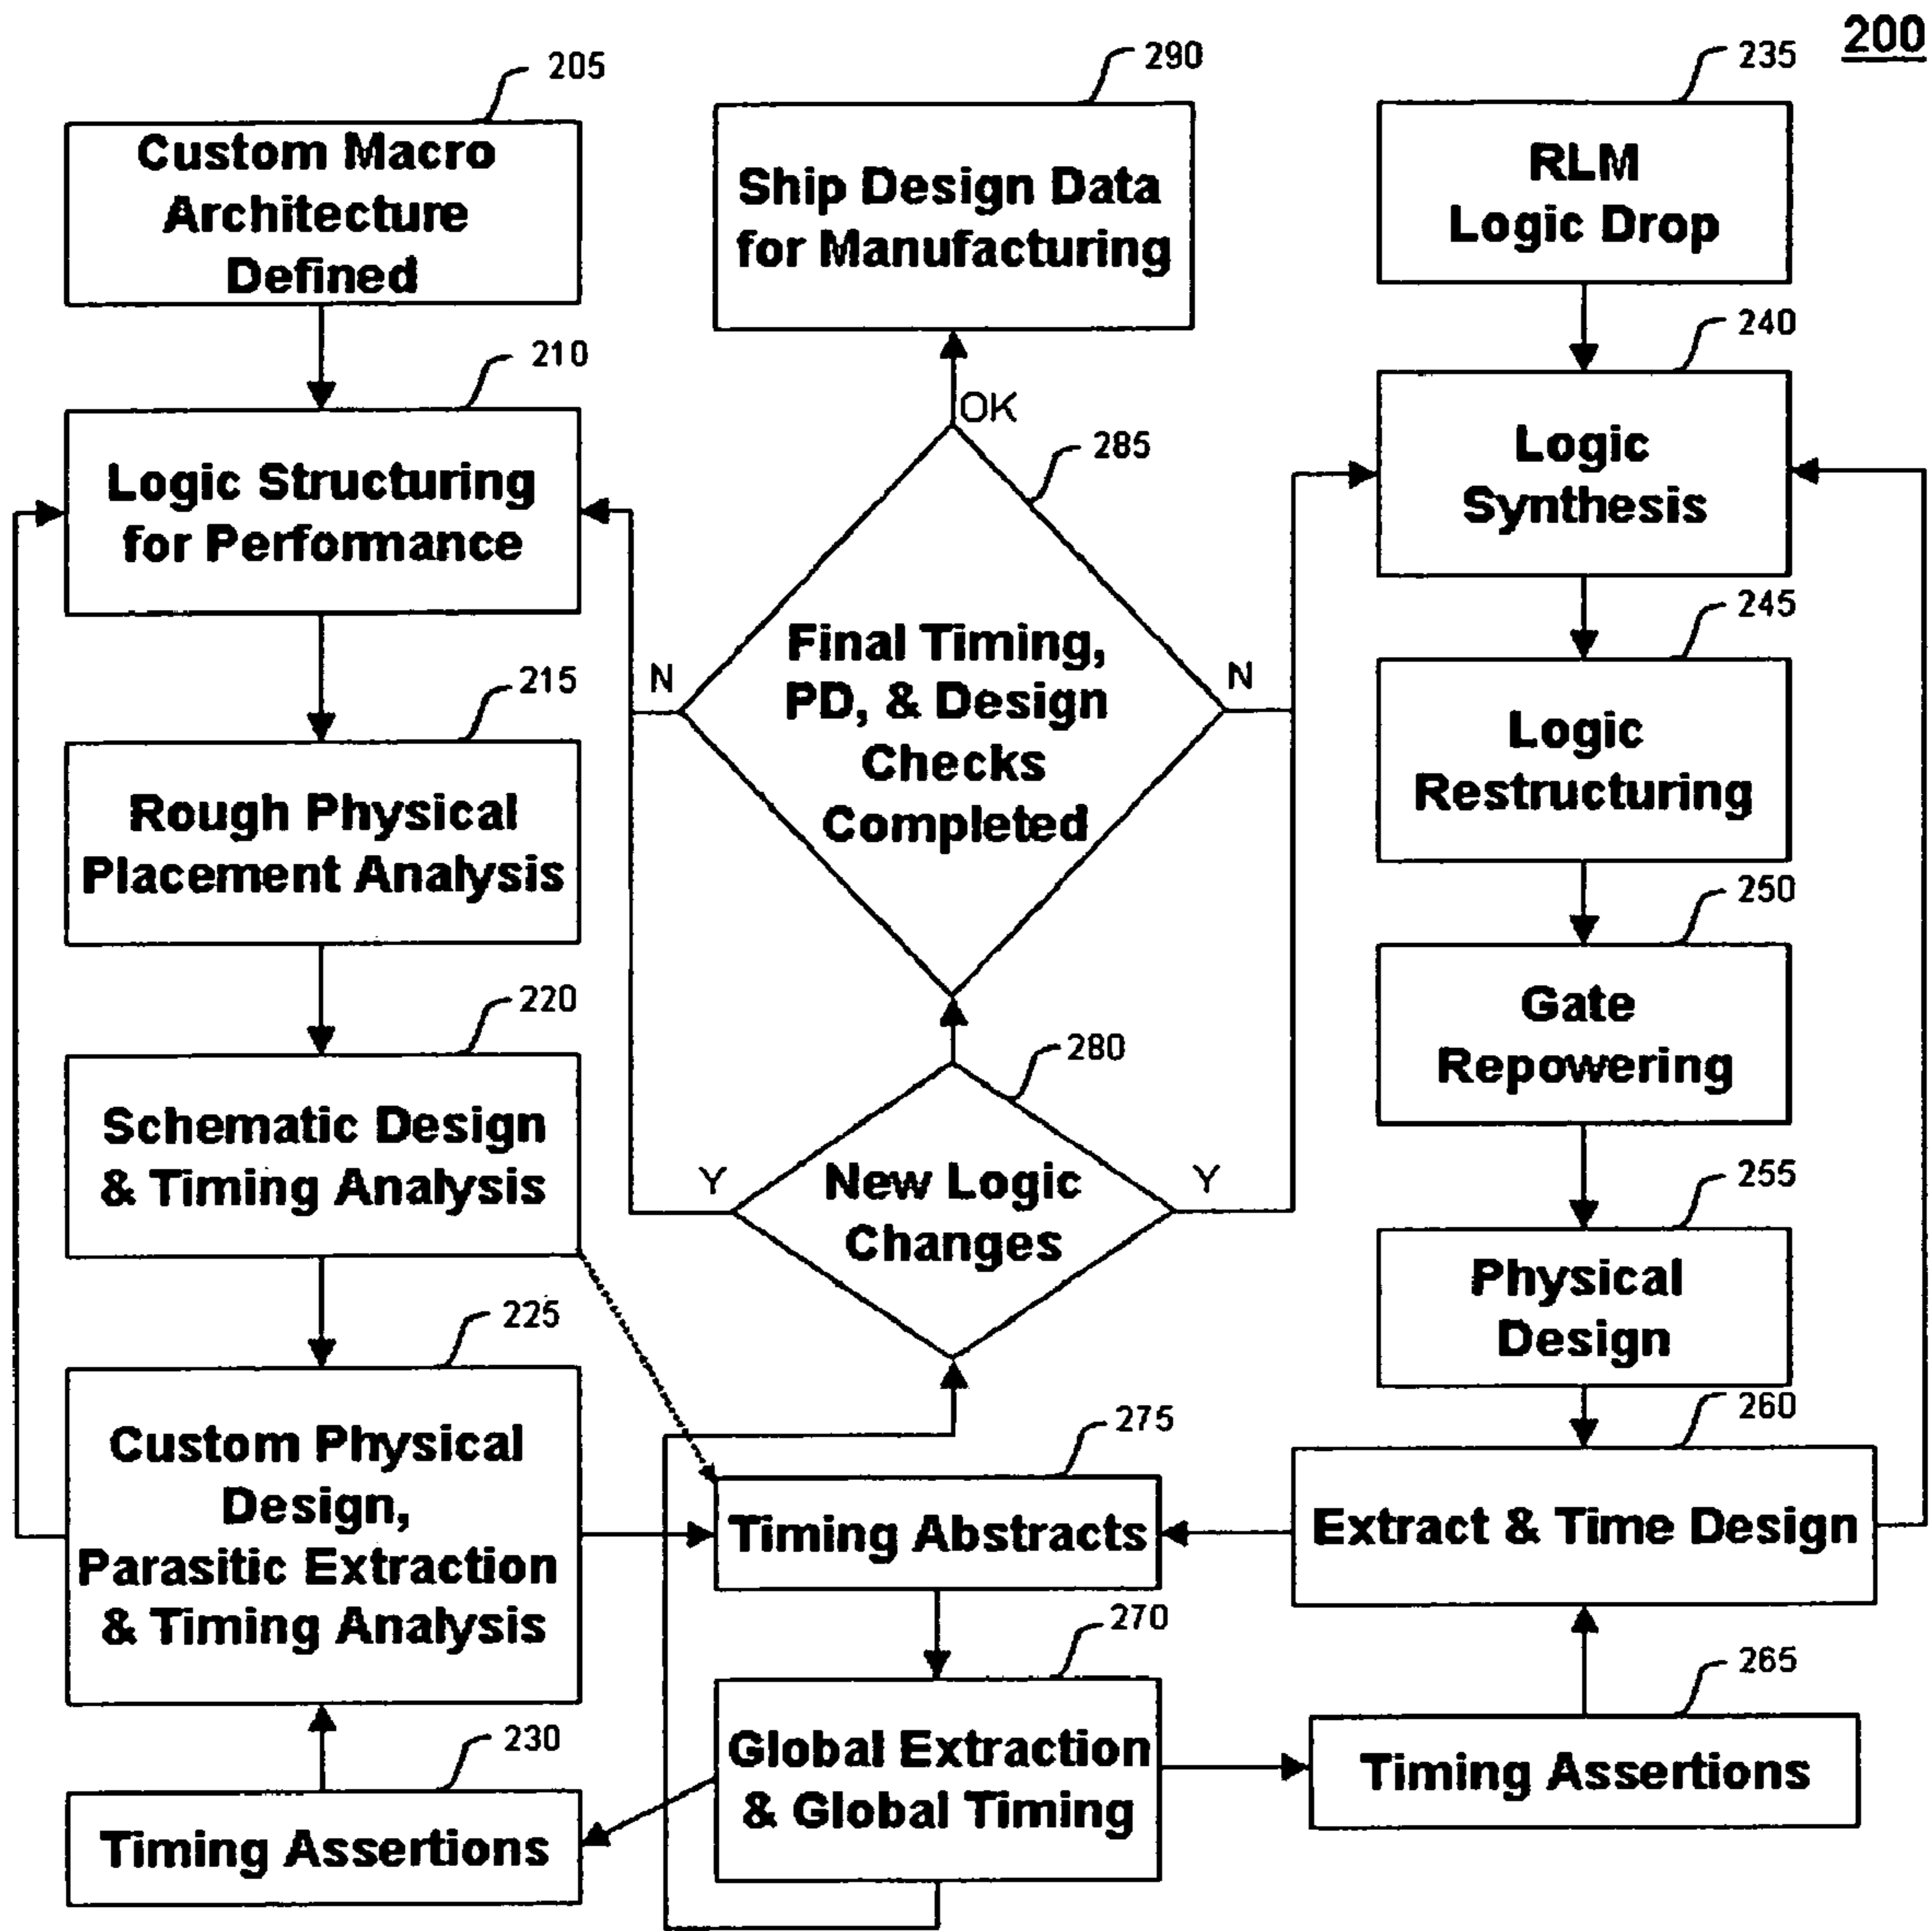 200
205
Custom Macro
Architecture
Defined
210
Logic Structuring
for Performance
215
Rough Physical
Placement Analysis
220
Schematic Design
& Timing Analysis
225
Custom Physical
Design,
Parasitic Extraction
& Timing Analysis
230
Timing Assertions
290
Ship Design Data
for Manufacturing
OK
285
Final Timing,
PD, & Design
Checks
Completed
N
N
280
New Logic
Changes
Y
Y
275
Timing Abstracts
270
Global Extraction
& Global Timing
235
RLM
Logic Drop
240
Logic
Synthesis
245
Logic
Restructuring
250
Gate
Repowering
255
Physical
Design
260
Extract & Time Design
265
Timing Assertions